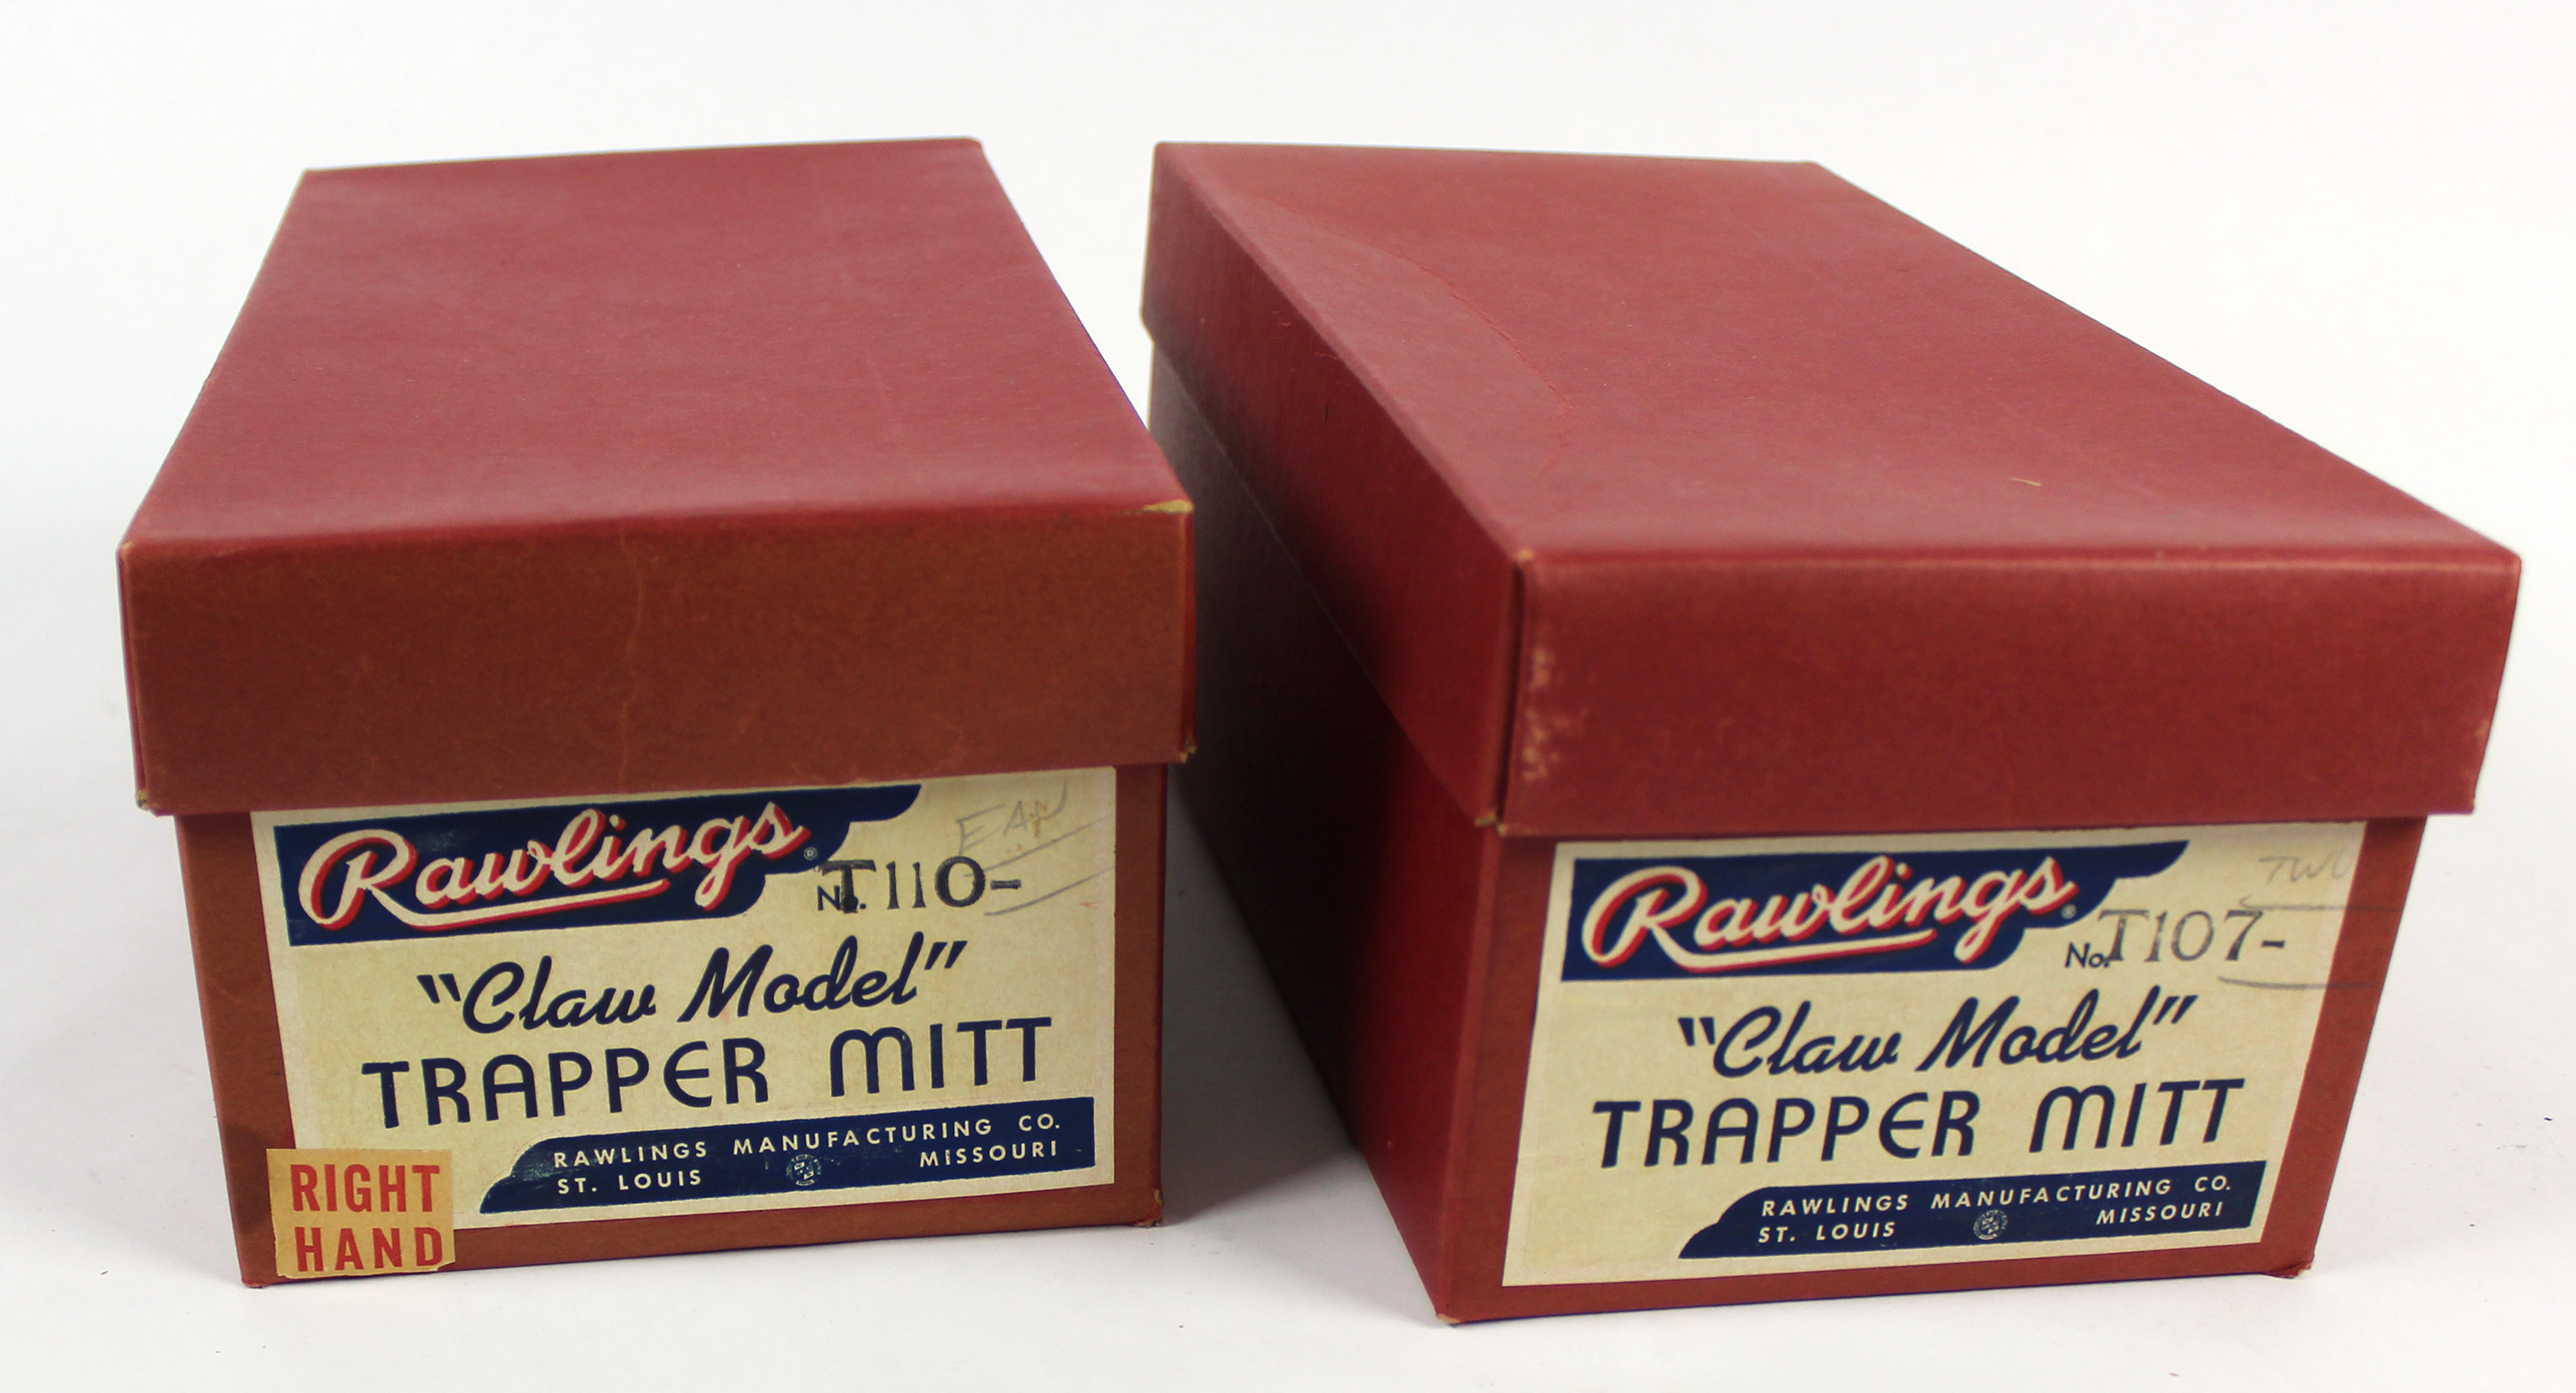 Rawlings®
No. T110-
"Claw Model"
TRAPPER MITT
RAWLINGS MANUFACTURING CO.
ST. LOUIS MISSOURI
RIGHT
HAND
Rawlings®
No. T107-
"Claw Model"
TRAPPER MITT
RAWLINGS MANUFACTURING CO.
ST. LOUIS MISSOURI